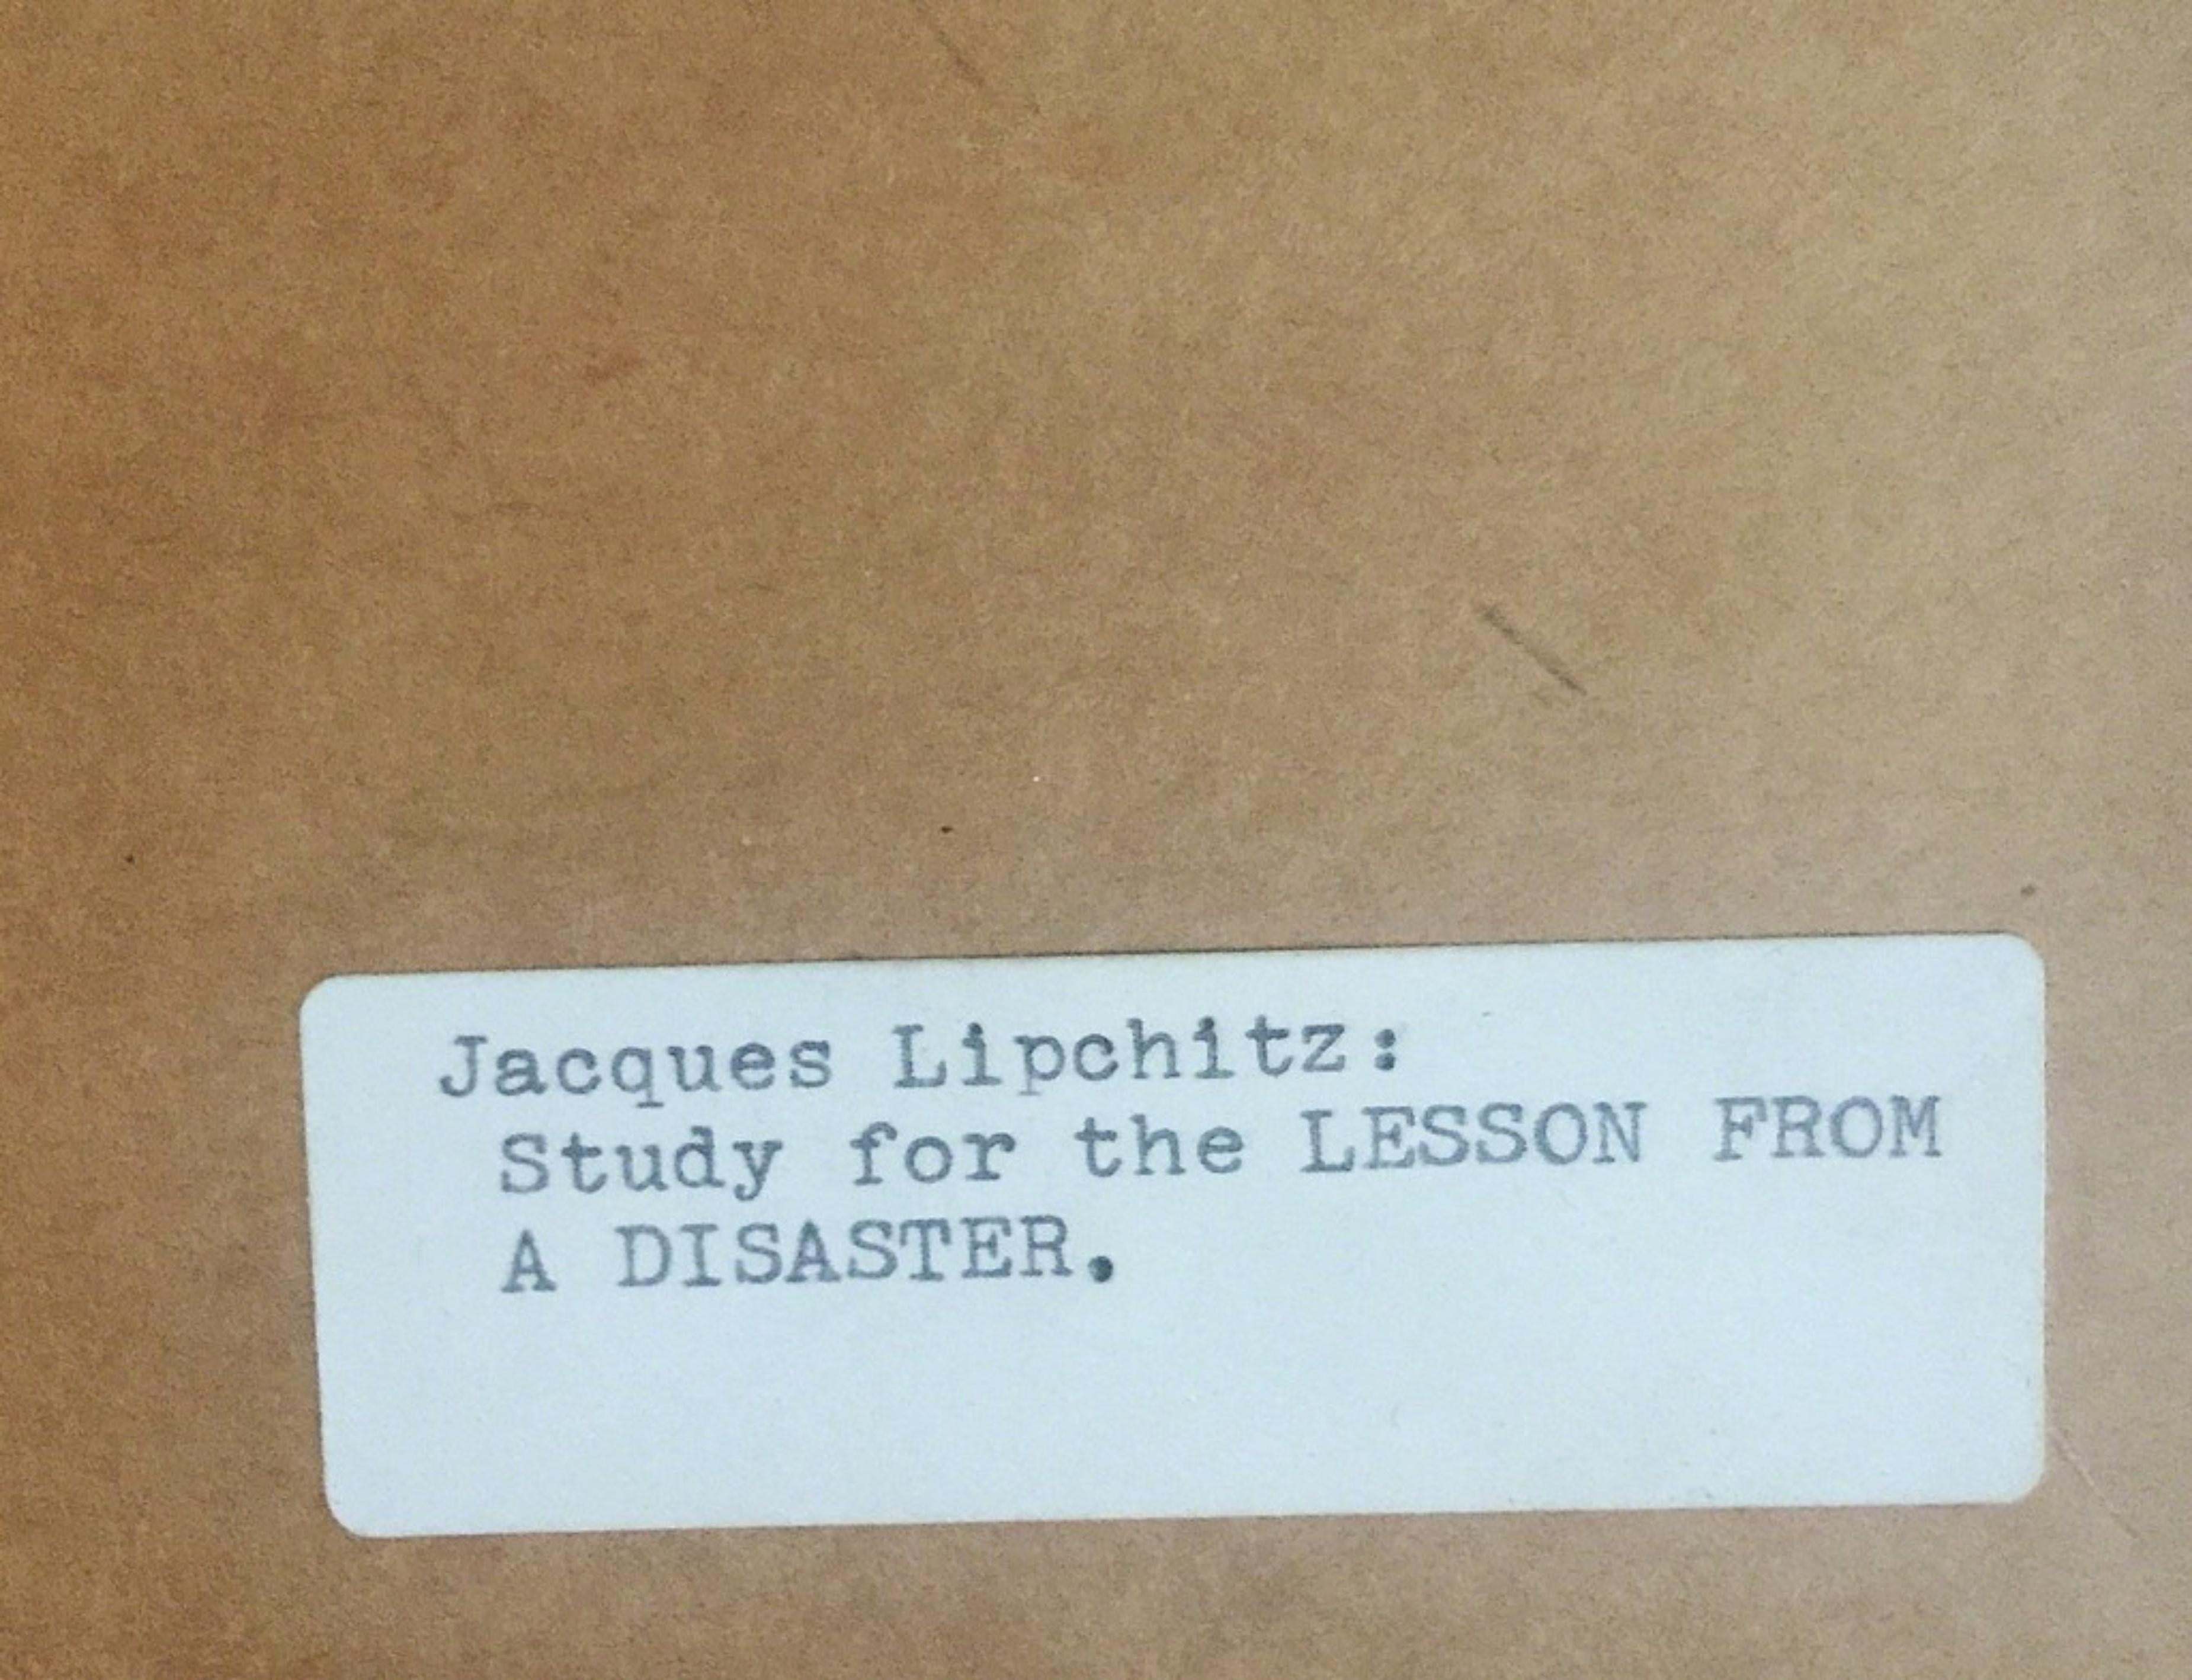 Jacques Lipchitz:
Study for the LESSON FROM
A DISASTER.